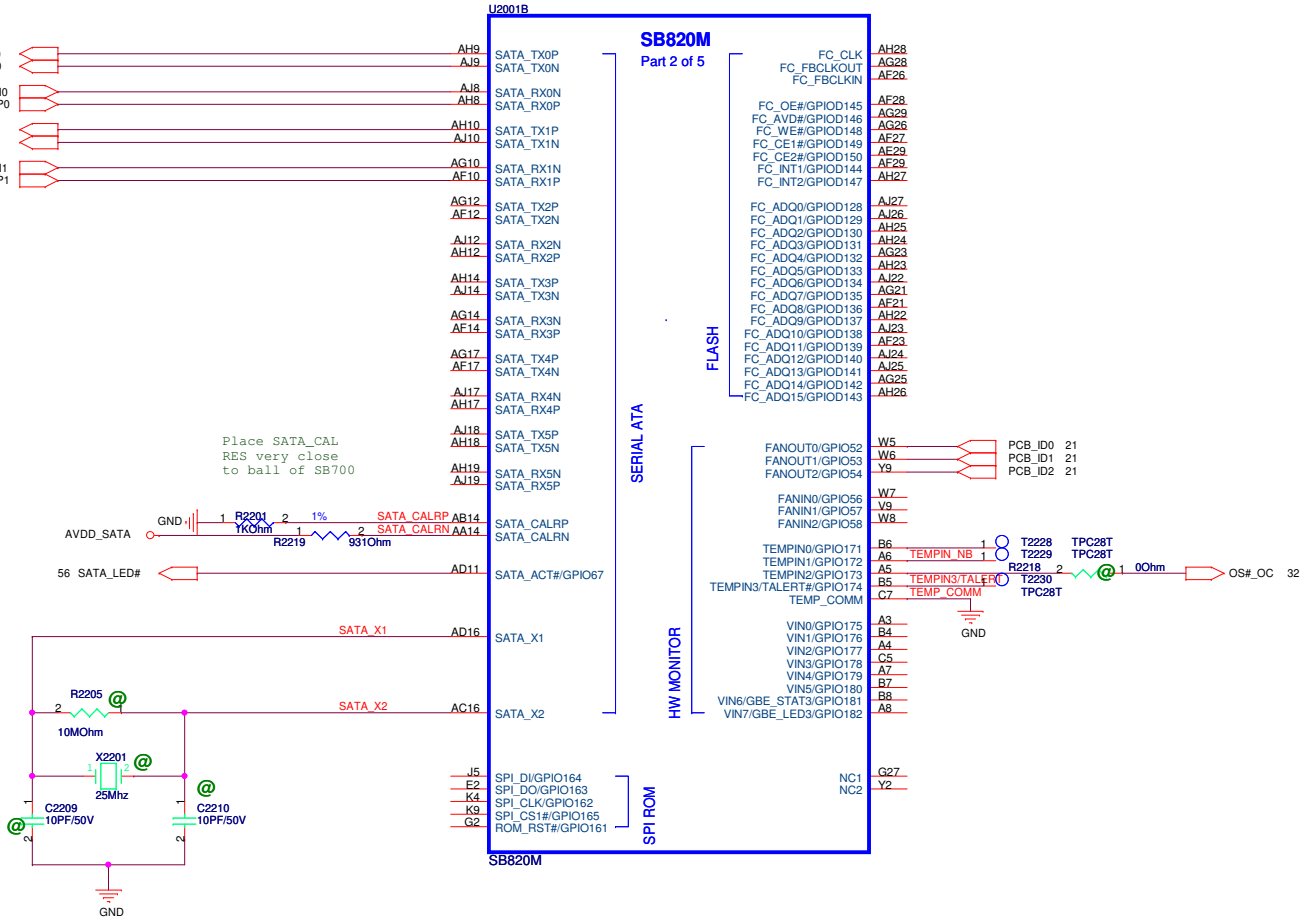 U2001B
SB820M
Part 2 of 5
AH9 SATA_TX0P
AJ9 SATA_TX0N
AJ8 SATA_RX0N
P0 AH8 SATA_RX0P
AH10 SATA_TX1P
AJ10 SATA_TX1N
AG10 SATA_RX1N
P1 AF10 SATA_RX1P
AG12 SATA_TX2P
AF12 SATA_TX2N
AJ12 SATA_RX2N
AH12 SATA_RX2P
AH14 SATA_TX3P
AJ14 SATA_TX3N
AG14 SATA_RX3N
AF14 SATA_RX3P
AG17 SATA_TX4P
AF17 SATA_TX4N
AJ17 SATA_RX4N
AH17 SATA_RX4P
AJ18 SATA_TX5P
AH18 SATA_TX5N
AH19 SATA_RX5N
AJ19 SATA_RX5P
SERIAL ATA
Place SATA_CAL
RES very close
to ball of SB700
GND 1 R2201 2 1% SATA_CALRP AB14 SATA_CALRP
1KOhm
AVDD_SATA 1 2 SATA_CALRN AA14 SATA_CALRN
R2219 931Ohm
56 SATA_LED# AD11 SATA_ACT#/GPIO67
SATA_X1 AD16 SATA_X1
SATA_X2 AC16 SATA_X2
R2205 @
2 1
10MOhm
X2201 @
1 2
25Mhz
@
1 C2209 1 C2210
@ 10PF/50V 10PF/50V
2 2
GND
J5 SPI_DI/GPIO164
E2 SPI_DO/GPIO163
K4 SPI_CLK/GPIO162
K9 SPI_CS1#/GPIO165
G2 ROM_RST#/GPIO161
SPI ROM
SB820M
FC_CLK AH28
FC_FBCLKOUT AG28
FC_FBCLKIN AF26
FC_OE#/GPIOD145 AF28
FC_AVD#/GPIOD146 AG29
FC_WE#/GPIOD148 AG26
FC_CE1#/GPIOD149 AF27
FC_CE2#/GPIOD150 AE29
FC_INT1/GPIOD144 AF29
FC_INT2/GPIOD147 AH27
FC_ADQ0/GPIOD128 AJ27
FC_ADQ1/GPIOD129 AJ26
FC_ADQ2/GPIOD130 AH25
FC_ADQ3/GPIOD131 AH24
FC_ADQ4/GPIOD132 AG23
FC_ADQ5/GPIOD133 AH23
FC_ADQ6/GPIOD134 AJ22
FC_ADQ7/GPIOD135 AG21
FC_ADQ8/GPIOD136 AF21
FC_ADQ9/GPIOD137 AH22
FC_ADQ10/GPIOD138 AJ23
FC_ADQ11/GPIOD139 AF23
FC_ADQ12/GPIOD140 AJ24
FC_ADQ13/GPIOD141 AJ25
FC_ADQ14/GPIOD142 AG25
FC_ADQ15/GPIOD143 AH26
FLASH
FANOUT0/GPIO52 W5 PCB_ID0 21
FANOUT1/GPIO53 W6 PCB_ID1 21
FANOUT2/GPIO54 Y9 PCB_ID2 21
FANIN0/GPIO56 W7
FANIN1/GPIO57 V9
FANIN2/GPIO58 W8
TEMPIN0/GPIO171 B6 1 T2228 TPC28T
TEMPIN1/GPIO172 A6 TEMPIN_NB 1 T2229 TPC28T
TEMPIN2/GPIO173 A5 R2218 2 @ 1 0Ohm OS#_OC 32
TEMPIN3/TALERT#/GPIO174 B5 TEMPIN3/TALERT 1 T2230
TEMP_COMM C7 TEMP_COMM TPC28T
GND
VIN0/GPIO175 A3
VIN1/GPIO176 B4
VIN2/GPIO177 A4
VIN3/GPIO178 C5
VIN4/GPIO179 A7
VIN5/GPIO180 B7
VIN6/GBE_STAT3/GPIO181 B8
VIN7/GBE_LED3/GPIO182 A8
HW MONITOR
NC1 G27
NC2 Y2